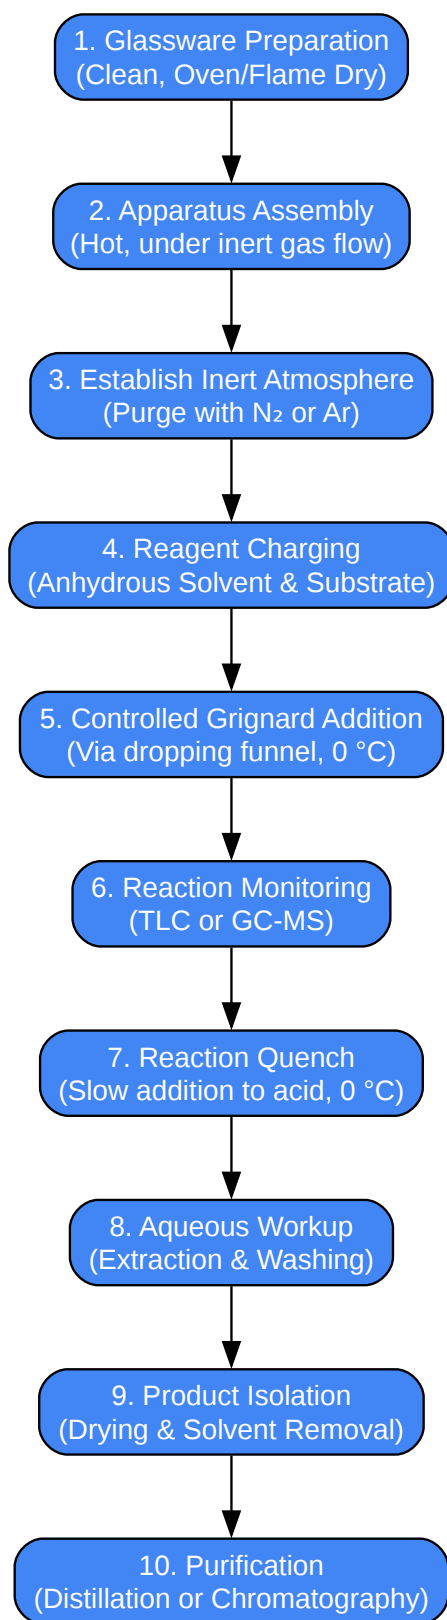 1. Glassware Preparation
(Clean, Oven/Flame Dry)
2. Apparatus Assembly
(Hot, under inert gas flow)
3. Establish Inert Atmosphere
(Purge with N₂ or Ar)
4. Reagent Charging
(Anhydrous Solvent & Substrate)
5. Controlled Grignard Addition
(Via dropping funnel, 0 °C)
6. Reaction Monitoring
(TLC or GC-MS)
7. Reaction Quench
(Slow addition to acid, 0 °C)
8. Aqueous Workup
(Extraction & Washing)
9. Product Isolation
(Drying & Solvent Removal)
10. Purification
(Distillation or Chromatography)